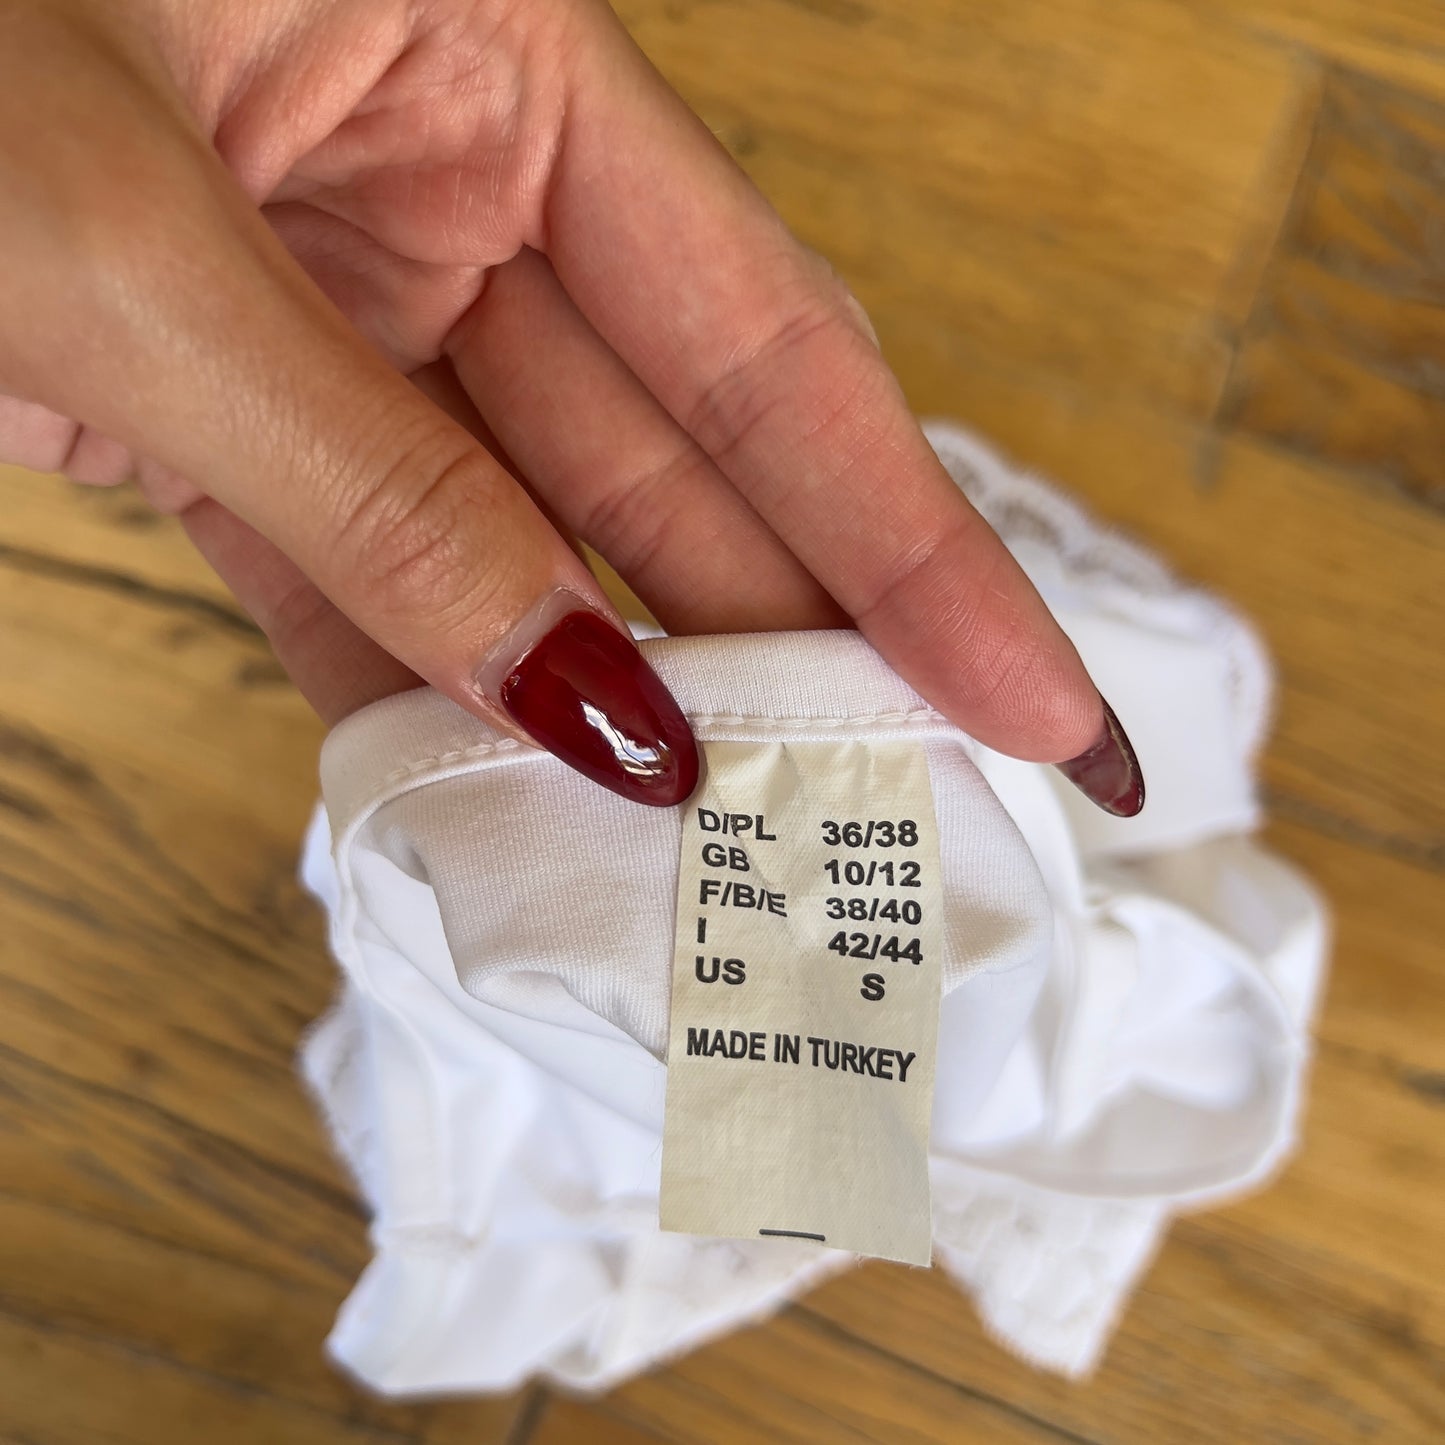 D/PL 36/38
GB 10/12
F/B/E 38/40
I 42/44
US S
MADE IN TURKEY